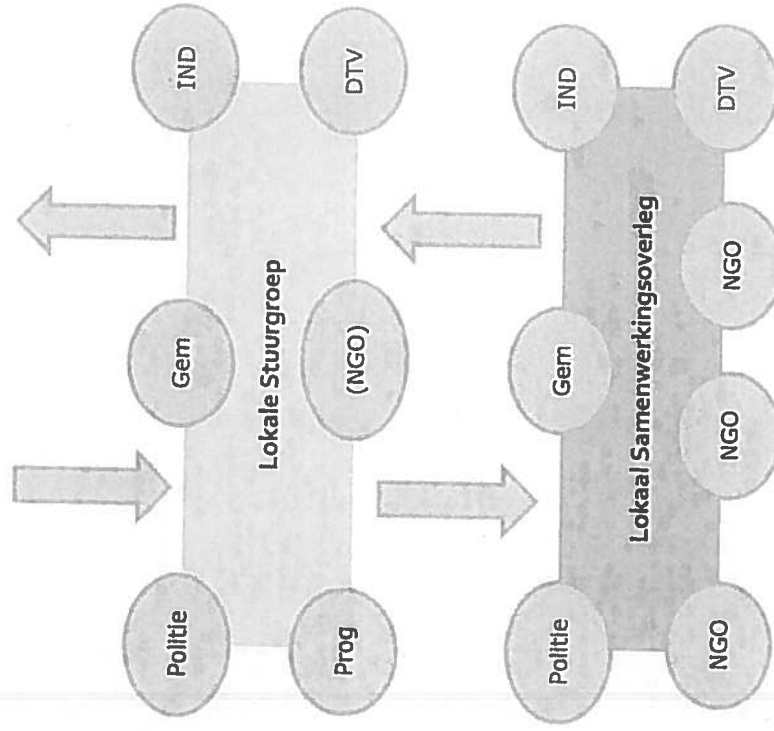 Politie
Gem
IND
Lokale Stuurgroep
Prog
(NGO)
DTV
Politie
Gem
IND
Lokaal Samenwerkingsoverleg
NGO
NGO
NGO
DTV